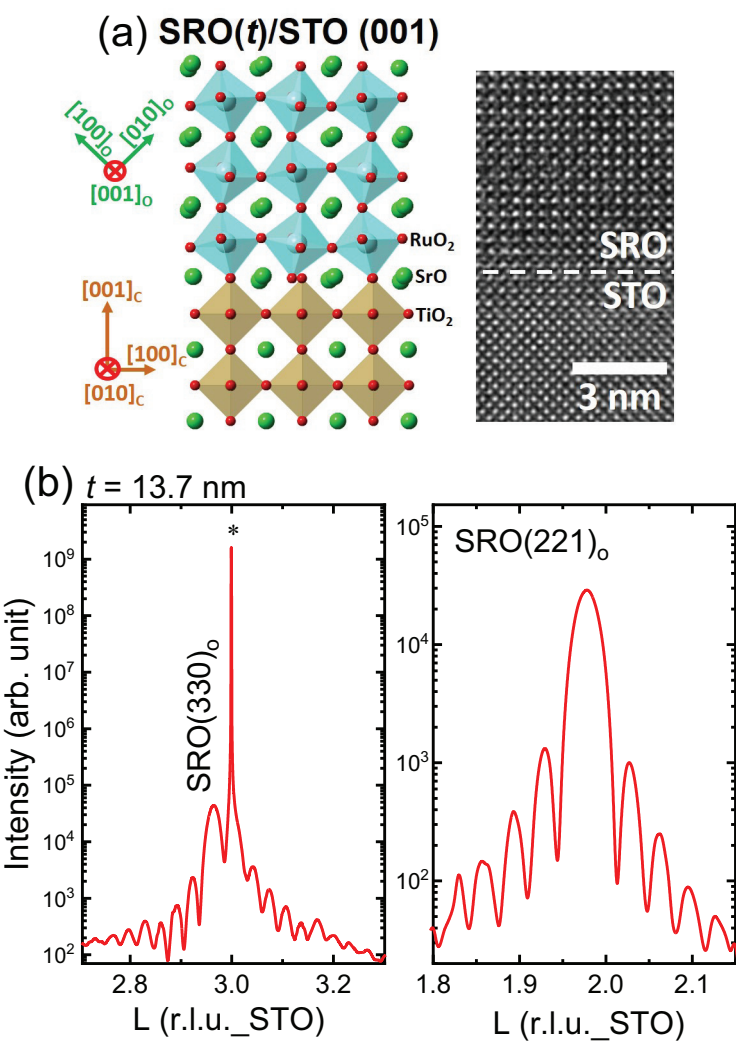 (a) SRO(t)/STO (001)
[100]O
[010]O
[001]O
RuO2
SrO
TiO2
[001]C
[100]C
[010]C
SRO
STO
3 nm
(b) t = 13.7 nm
*
SRO(330)o
Intensity (arb. unit)
10^9
10^8
10^7
10^6
10^5
10^4
10^3
10^2
2.8 3.0 3.2
L (r.l.u._STO)
SRO(221)o
10^5
10^4
10^3
10^2
1.8 1.9 2.0 2.1
L (r.l.u._STO)